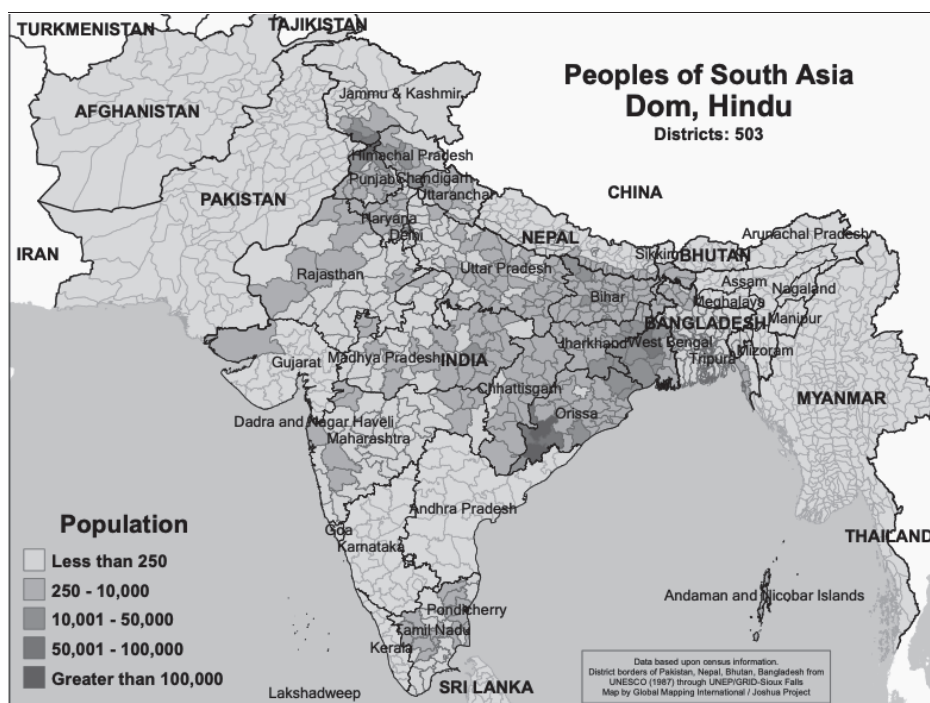 TURKMENISTAN
TAJIKISTAN
Peoples of South Asia
Dom, Hindu
Districts: 503
Jammu & Kashmir
AFGHANISTAN
Himachal Pradesh
Punjab
Chandigarh
Uttaranchal
PAKISTAN
CHINA
Haryana
Delhi
IRAN
NEPAL
Sikkim
BHUTAN
Arunachal Pradesh
Rajasthan
Uttar Pradesh
Assam
Nagaland
Bihar
Meghalaya
BANGLADESH
Manipur
Jharkhand
West Bengal
Tripura
Mizoram
Gujarat
Madhya Pradesh
INDIA
Chhattisgarh
MYANMAR
Orissa
Dadra and Nagar Haveli
Maharashtra
Andhra Pradesh
Goa
Karnataka
THAILAND
Population
Less than 250
250 - 10,000
10,001 - 50,000
50,001 - 100,000
Greater than 100,000
Andaman and Nicobar Islands
Pondicherry
Tamil Nadu
Kerala
Lakshadweep
SRI LANKA
Data based upon census information.
District borders of Pakistan, Nepal, Bhutan, Bangladesh from
UNESCO (1987) through UNEP/GRID-Sioux Falls
Map by Global Mapping International / Joshua Project